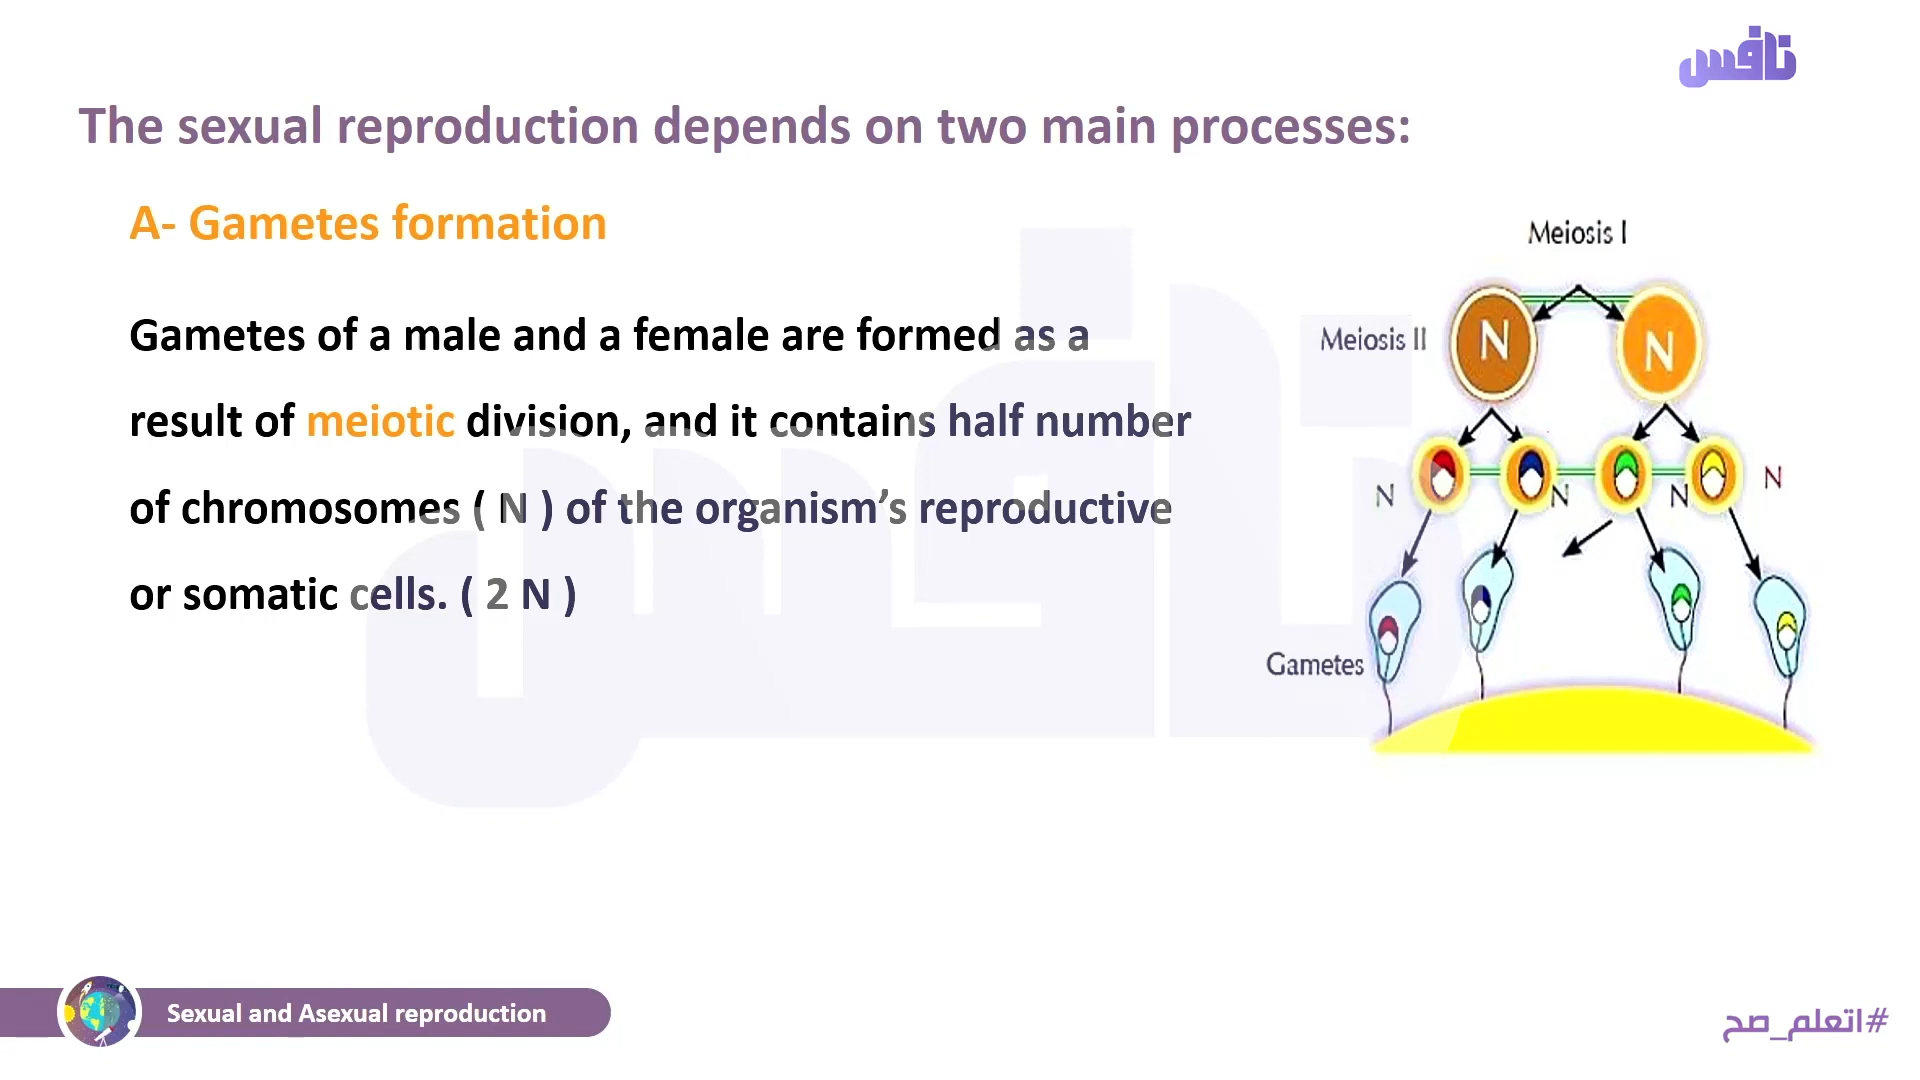 نافس
The sexual reproduction depends on two main processes:
A- Gametes formation
Gametes of a male and a female are formed as a
result of meiotic division, and it contains half number
of chromosomes ( N ) of the organism’s reproductive
or somatic cells. ( 2 N )
Meiosis I
Meiosis II
N
N
N
N
N
N
Gametes
نافس
Sexual and Asexual reproduction
#اتعلم_صح